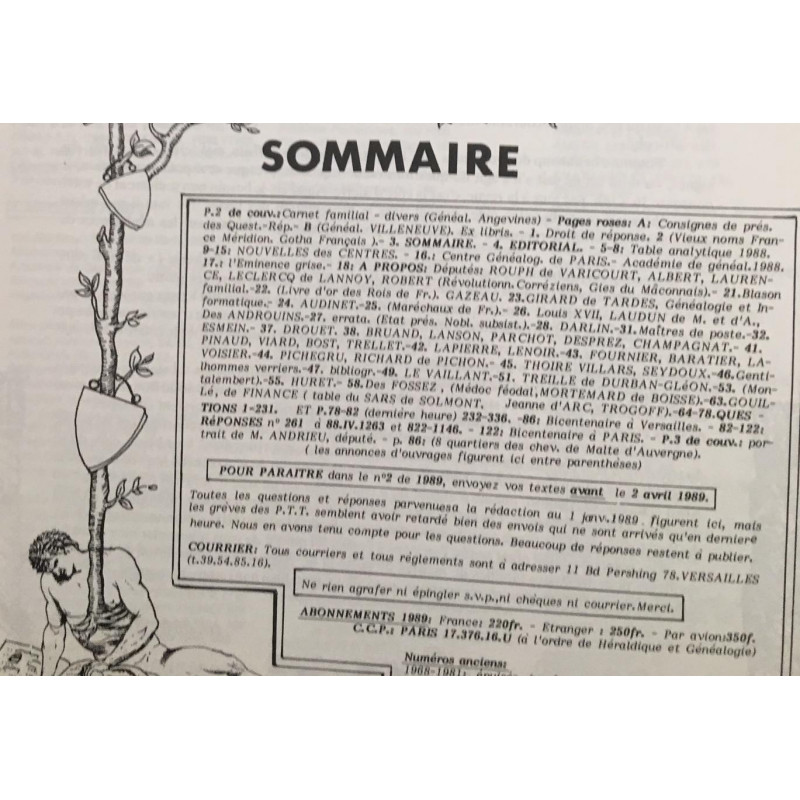 SOMMAIRE
P.2 de couv.: Carnet familial - divers (Généal. Angevines) - Pages roses: A: Consignes de prés.
des Quest.-Rép.- B (Généal. VILLENEUVE). Ex libris. - 1. Droit de réponse. 2 (Vieux noms Fran-
ce Méridion. Gotha Français ).- 3. SOMMAIRE. - 4. EDITORIAL. - 5-8: Table analytique 1988.
9-15: NOUVELLES des CENTRES. - 16.: Centre Généalog. de PARIS.- Académie de généal.1988.
17.: l'Eminence grise.- 18: A PROPOS: Députés: ROUPH de VARICOURT, ALBERT, LAUREN-
CE, LECLERCQ de LANNOY, ROBERT (Révolutionn. Corréziens, Gies du Mâconnais).- 21.Blason
familial.-22. (Livre d'or des Rois de Fr.). GAZEAU. 23.GIRARD de TARDES, Généalogie et In-
formatique.- 24. AUDINET.-25. (Maréchaux de Fr.).- 26. Louis XVII, LAUDUN de M. et d'A.,
Des ANDROUINS.-27. errata. (Etat prés. Nobl. subsist.).-28. DARLIN.-31.Maîtres de poste.-32.
ESMEIN.- 37. DROUET. 38. BRUAND, LANSON, PARCHOT, DESPREZ, CHAMPAGNAT.- 41.
PINAUD, VIARD, BOST, TRELLET.-42. LAPIERRE, LENOIR.-43. FOURNIER, BARATIER, LA-
VOISIER.-44. PICHEGRU, RICHARD de PICHON.- 45. THOIRE VILLARS, SEYDOUX.-46.Genti-
lhommes verriers.-47. bibliogr.-49. LE VAILLANT.-51. TREILLE de DURBAN-GLéON.-53. (Mon-
talembert).-55. HURET.- 58.Des FOSSEZ , (Médoc féodal,MORTEMARD de BOISSE).-63.GOUIL-
Lé, de FINANCE ( table du SARS de SOLMONT, Jeanne d'ARC, TROGOFF).-64-78.QUES -
TIONS 1-231. ET P.78-82 (dernière heure) 232-336. -86: Bicentenaire à Versailles. - 82-122:
RéPONSES n° 261 à 88.IV.1263 et 822-1146. - 122: Bicentenaire à PARIS. - P.3 de couv.: por-
trait de M. ANDRIEU, député. - p. 86: (8 quartiers des chev. de Malte d'Auvergne).
( les annonces d'ouvrages figurent ici entre parenthèses)
POUR PARAITRE dans le n°2 de 1989, envoyez vos textes avant le 2 avril 1989.
Toutes les questions et réponses parvenuesa la rédaction au 1 janv.1989 figurent ici, mais
les grèves des P.T.T. semblent avoir retardé bien des envois qui ne sont arrivés qu'en derniere
heure. Nous en avons tenu compte pour les questions. Beaucoup de réponses restent à publier.
COURRIER: Tous courriers et tous règlements sont à adresser 11 Bd Pershing 78.VERSAILLES
(t.39.54.85.16).
Ne rien agrafer ni épingler s.v.p.,ni chèques ni courrier.Merci.
ABONNEMENTS 1989: France: 220fr. - Etranger : 250fr. - Par avion:350f.
C.C.P.: PARIS 17.376.16.U (à l'ordre de Héraldique et Généalogie)
Numéros anciens:
1968-1981: